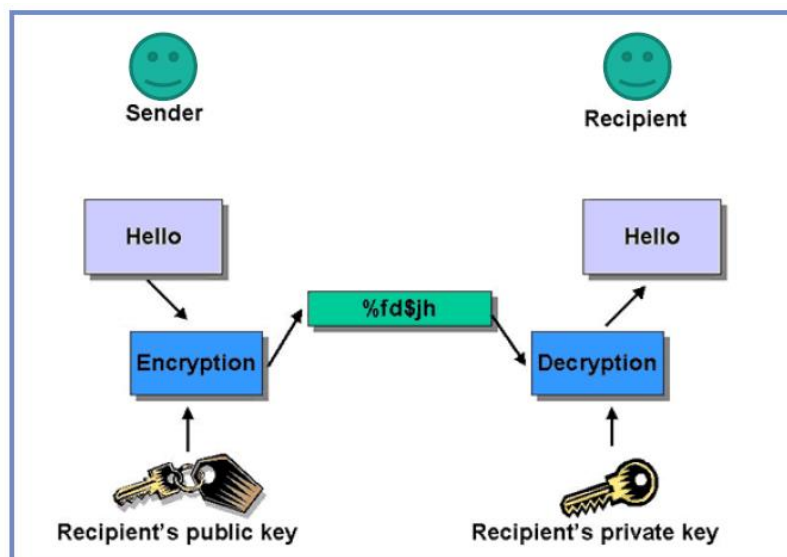 Sender
Recipient
Hello
Hello
%fd$jh
Encryption
Decryption
Recipient's public key
Recipient's private key